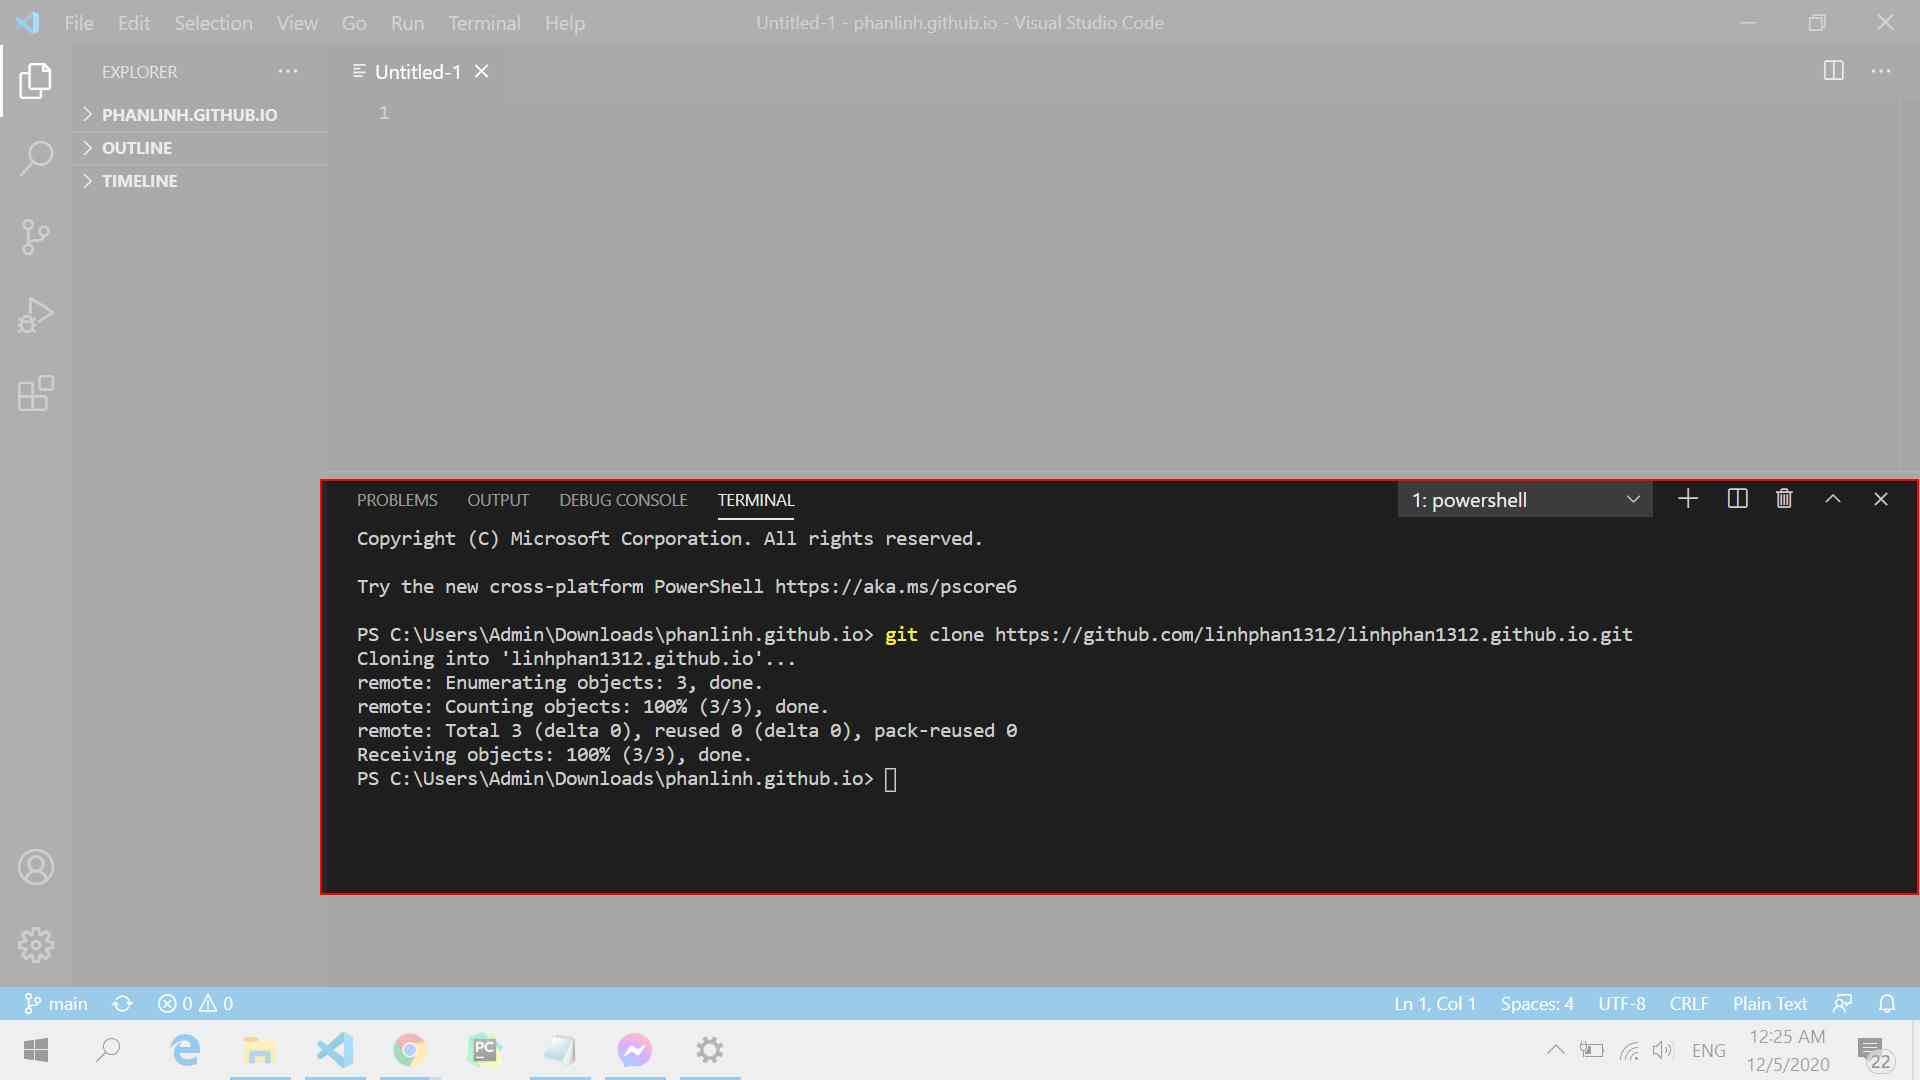 File Edit Selection View Go Run Terminal Help
Untitled-1 - phanlinh.github.io - Visual Studio Code
EXPLORER
Untitled-1
PHANLINH.GITHUB.IO
1
OUTLINE
TIMELINE
PROBLEMS OUTPUT DEBUG CONSOLE TERMINAL
1: powershell
Copyright (C) Microsoft Corporation. All rights reserved.
Try the new cross-platform PowerShell https://aka.ms/pscore6
PS C:\Users\Admin\Downloads\phanlinh.github.io> git clone https://github.com/linhphan1312/linhphan1312.github.io.git
Cloning into 'linhphan1312.github.io'...
remote: Enumerating objects: 3, done.
remote: Counting objects: 100% (3/3), done.
remote: Total 3 (delta 0), reused 0 (delta 0), pack-reused 0
Receiving objects: 100% (3/3), done.
PS C:\Users\Admin\Downloads\phanlinh.github.io>
main 0 0 Ln 1, Col 1 Spaces: 4 UTF-8 CRLF Plain Text
PC
ENG
12:25 AM
12/5/2020
22